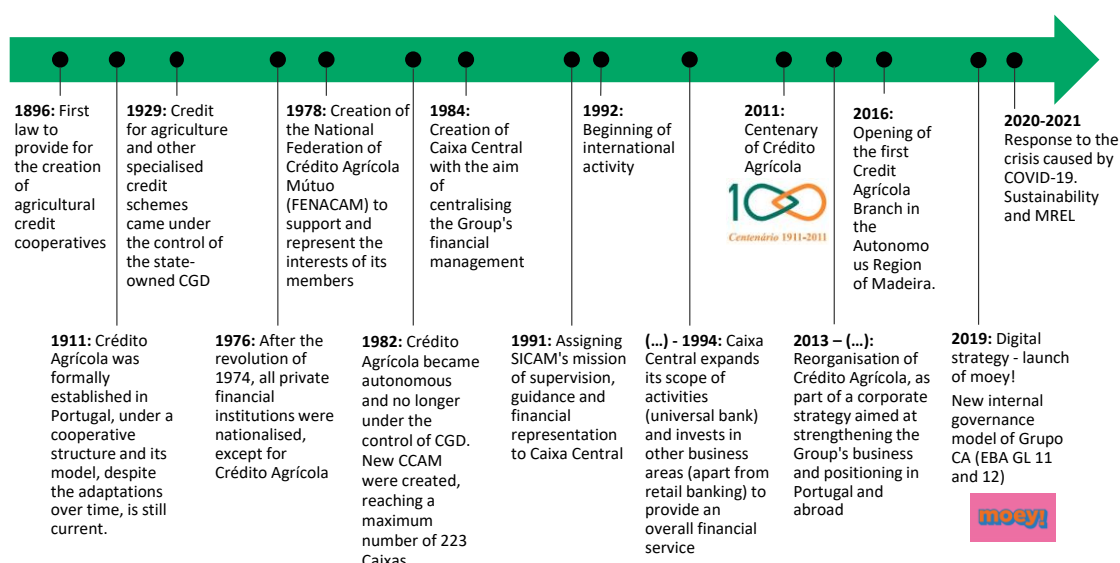 1896: First
law to
provide for
the creation
of
agricultural
credit
cooperatives
1929: Credit
for agriculture
and other
specialised
credit
schemes
came under
the control of
the state-
owned CGD
1978: Creation of
the National
Federation of
Crédito Agrícola
Mútuo
(FENACAM) to
support and
represent the
interests of its
members
1984:
Creation of
Caixa Central
with the aim
of
centralising
the Group's
financial
management
1992:
Beginning of
international
activity
2011:
Centenary
of Crédito
Agrícola
100
Centenário 1911-2011
2016:
Opening of
the first
Credit
Agrícola
Branch in
the
Autonomo
us Region
of Madeira.
2020-2021
Response to the
crisis caused by
COVID-19.
Sustainability
and MREL
1911: Crédito
Agrícola was
formally
established in
Portugal, under a
cooperative
structure and its
model, despite
the adaptations
over time, is still
current.
1976: After the
revolution of
1974, all private
financial
institutions were
nationalised,
except for
Crédito Agrícola
1982: Crédito
Agrícola became
autonomous
and no longer
under the
control of CGD.
New CCAM
were created,
reaching a
maximum
number of 223
Caixas
1991: Assigning
SICAM's mission
of supervision,
guidance and
financial
representation
to Caixa Central
(...) - 1994: Caixa
Central expands
its scope of
activities
(universal bank)
and invests in
other business
areas (apart from
retail banking) to
provide an
overall financial
service
2013 – (...):
Reorganisation of
Crédito Agrícola, as
part of a corporate
strategy aimed at
strengthening the
Group's business
and positioning in
Portugal and
abroad
2019: Digital
strategy - launch
of moey!
New internal
governance
model of Grupo
CA (EBA GL 11
and 12)
moey!